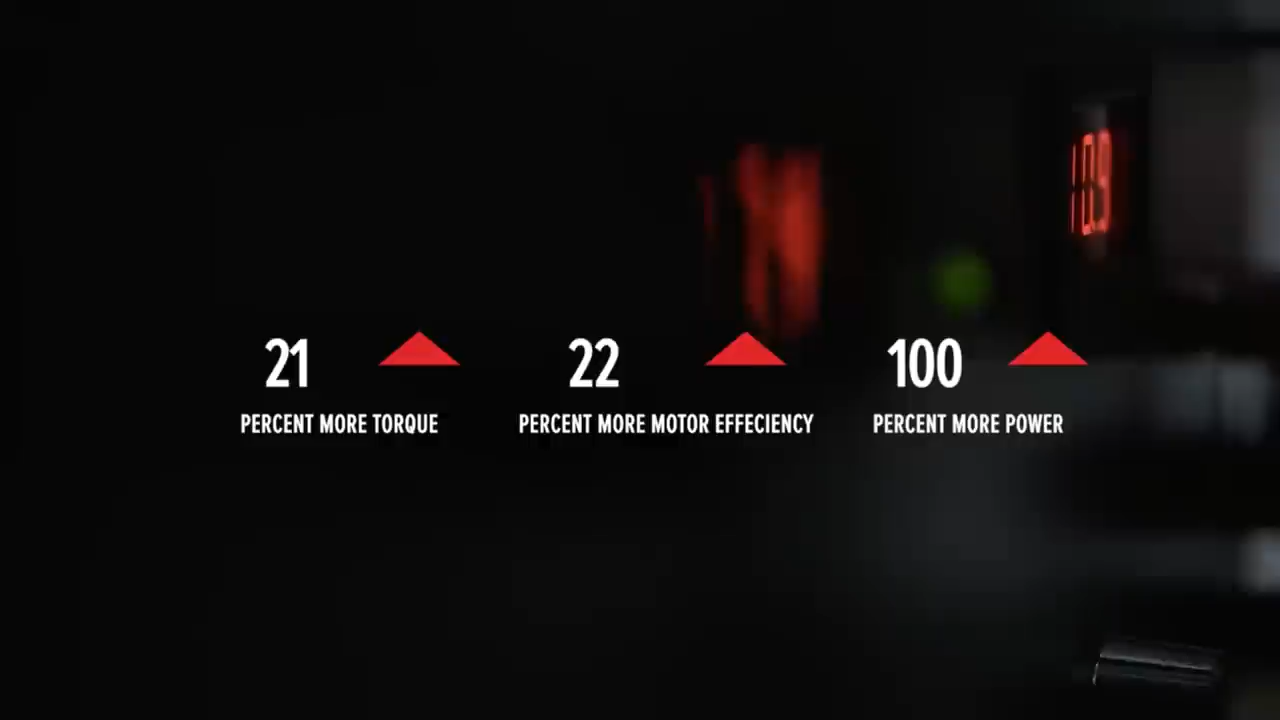 21
PERCENT MORE TORQUE
22
PERCENT MORE MOTOR EFFECIENCY
100
PERCENT MORE POWER